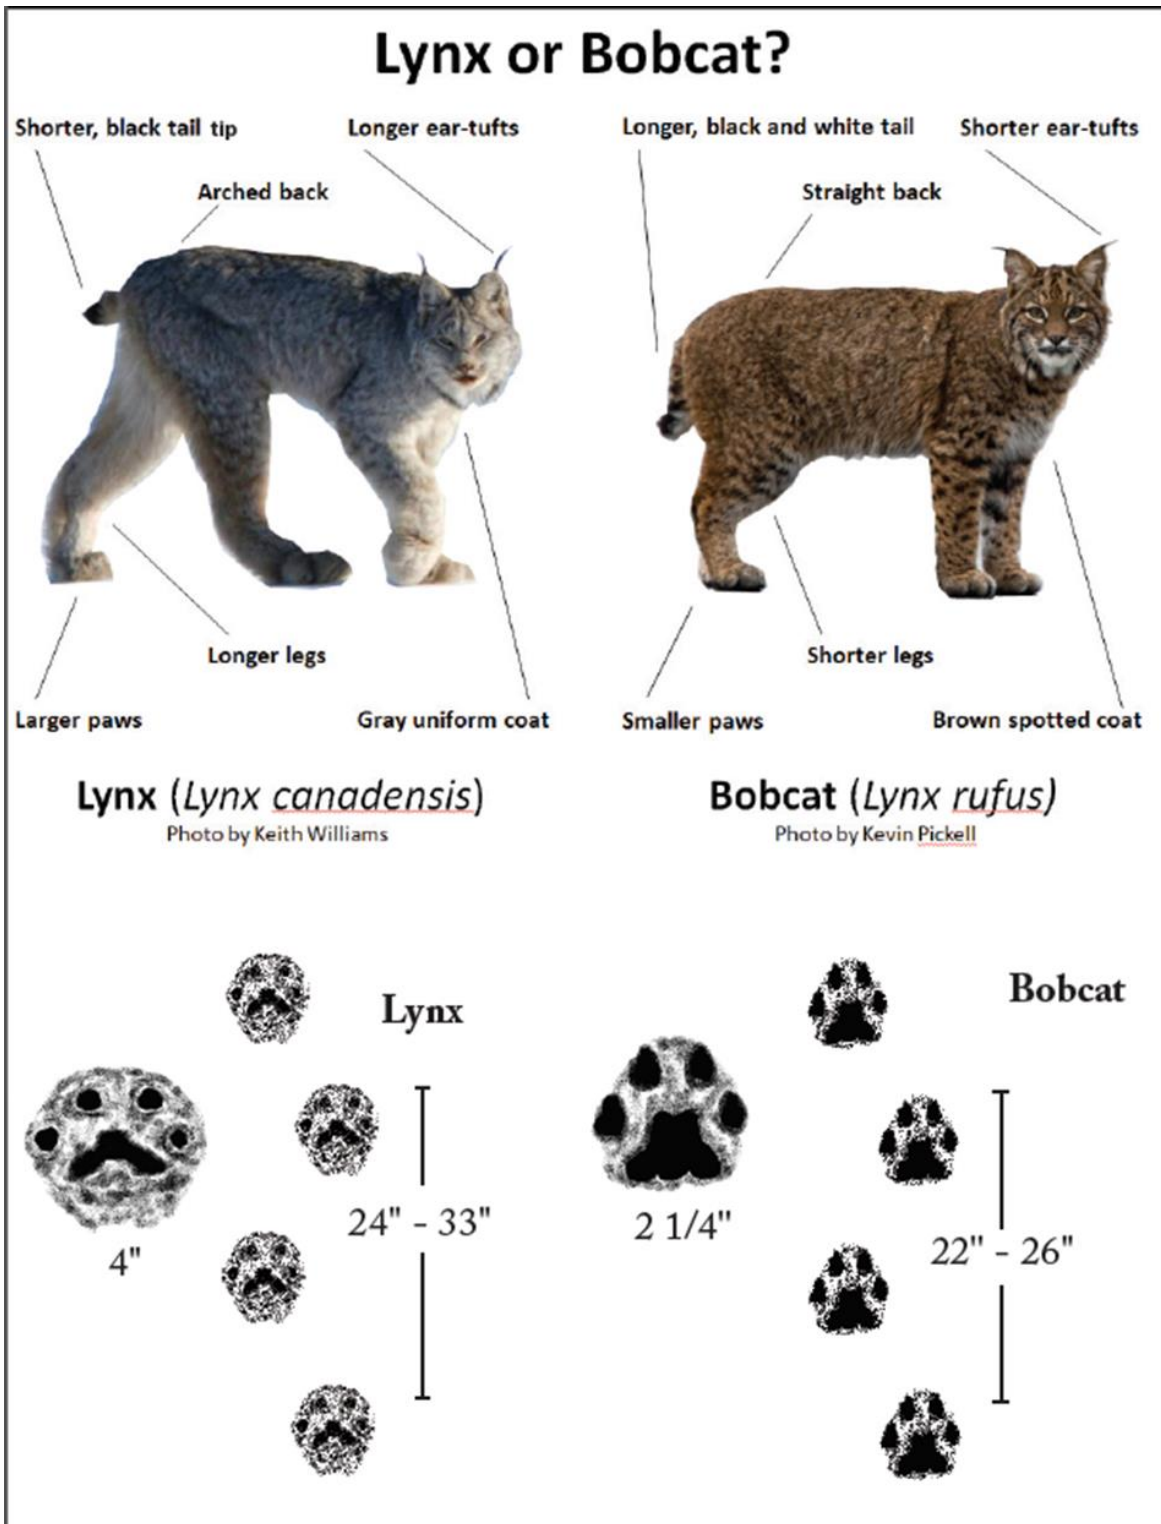 Lynx or Bobcat?
Shorter, black tail tip
Longer ear-tufts
Arched back
Longer legs
Larger paws
Gray uniform coat
Lynx (Lynx canadensis)
Photo by Keith Williams
Longer, black and white tail
Shorter ear-tufts
Straight back
Shorter legs
Smaller paws
Brown spotted coat
Bobcat (Lynx rufus)
Photo by Kevin Pickell
Lynx
24" - 33"
4"
Bobcat
2 1/4"
22" - 26"